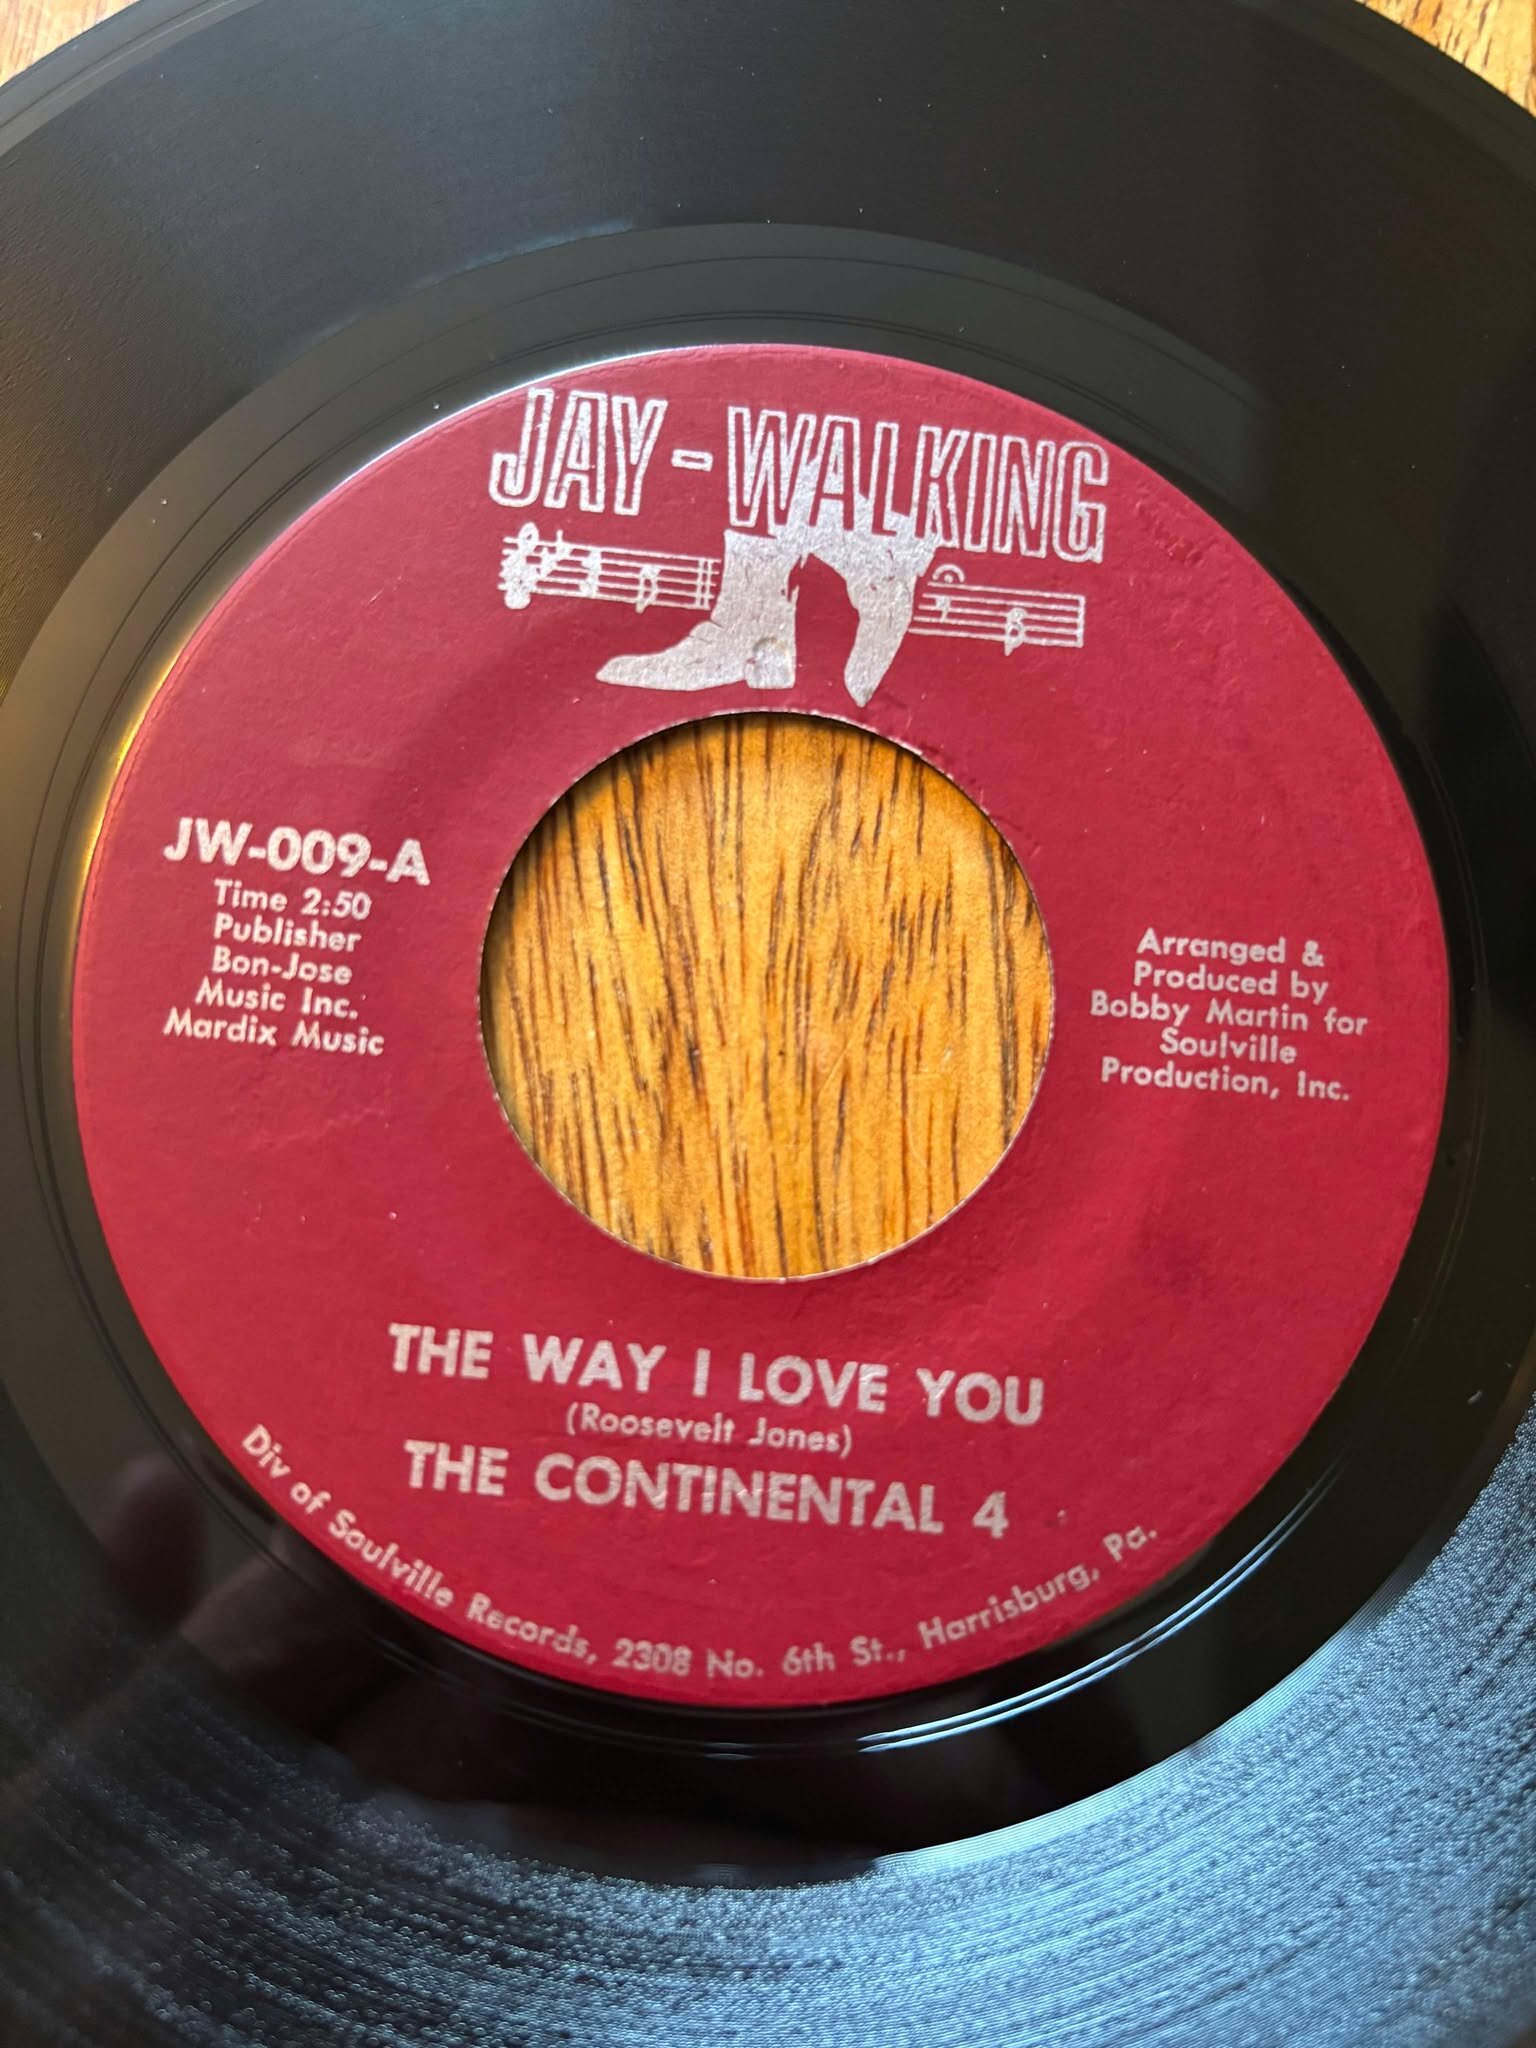 JAY-WALKING
JW-009-A
Time 2:50
Publisher
Bon-Jose
Music Inc.
Mardix Music
Arranged &
Produced by
Bobby Martin for
Soulville
Production, Inc.
THE WAY I LOVE YOU
(Roosevelt Jones)
THE CONTINENTAL 4
Div of Soulville Records, 2308 No. 6th St., Harrisburg, Pa.